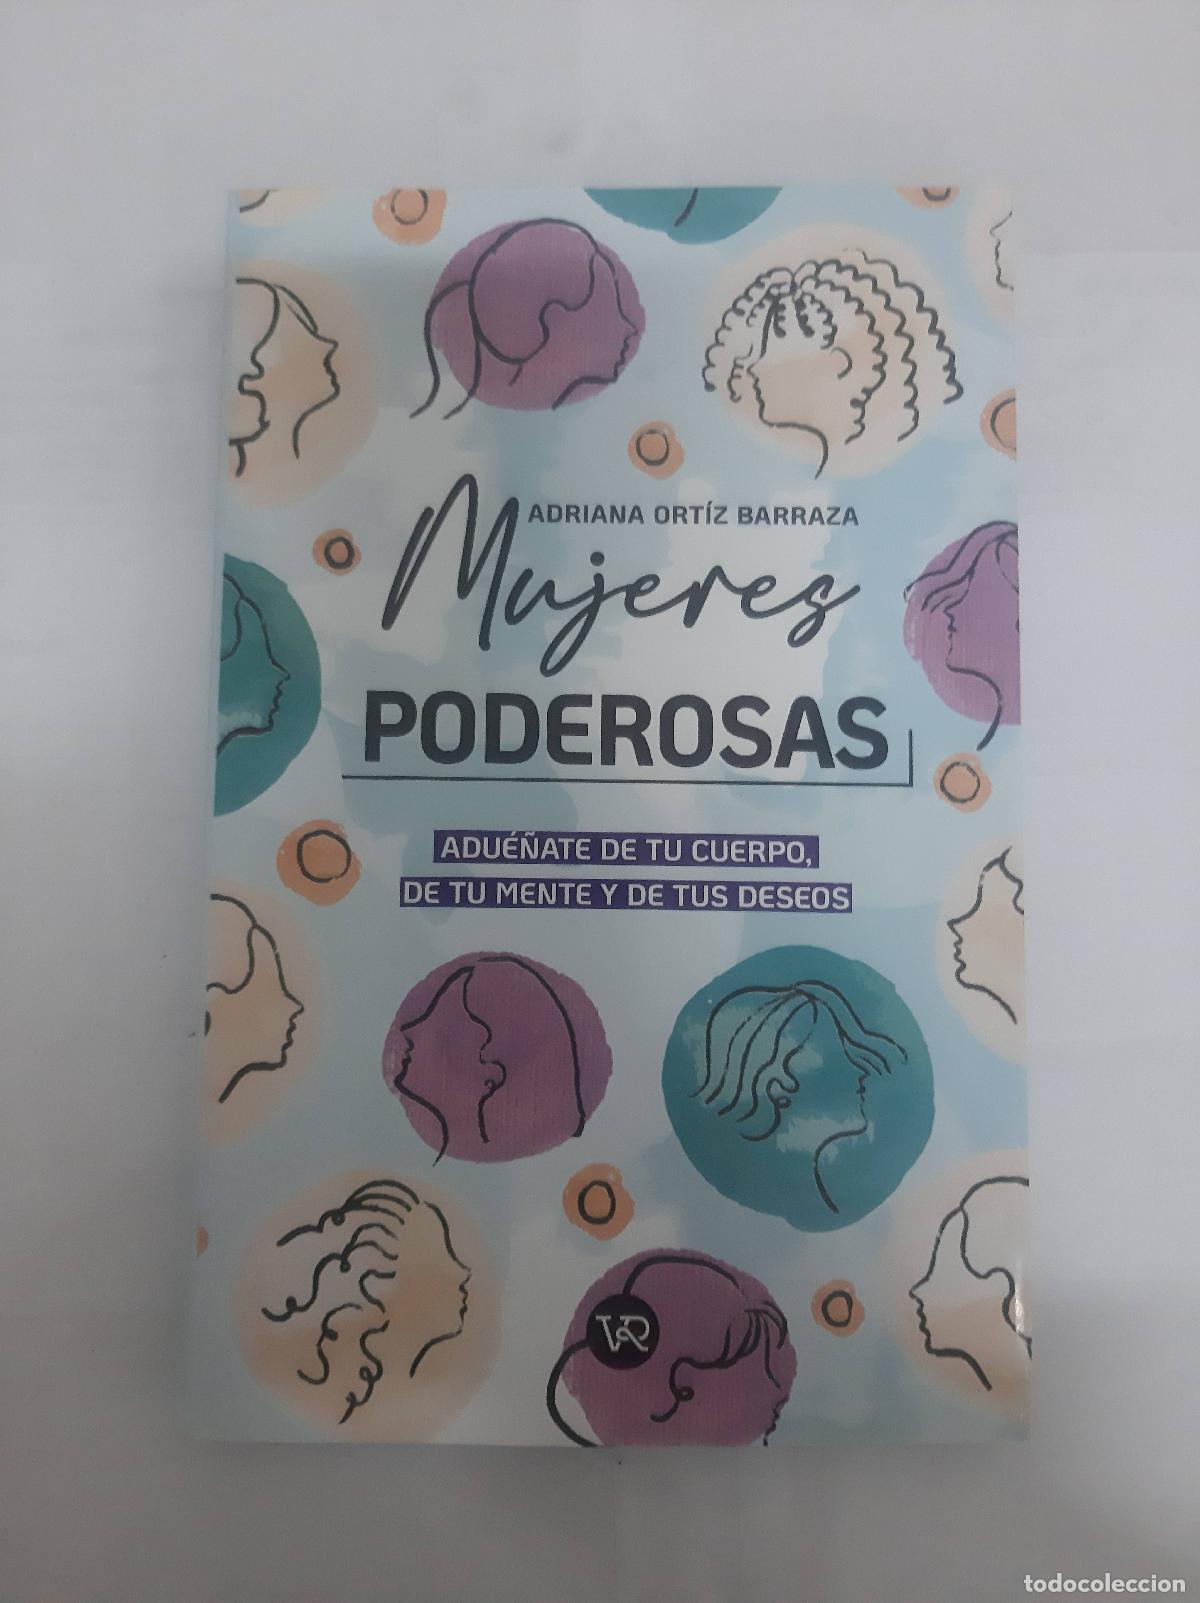 ADRIANA ORTÍZ BARRAZA
Mujeres
PODEROSAS
ADUÉÑATE DE TU CUERPO,
DE TU MENTE Y DE TUS DESEOS
VR
todocoleccion